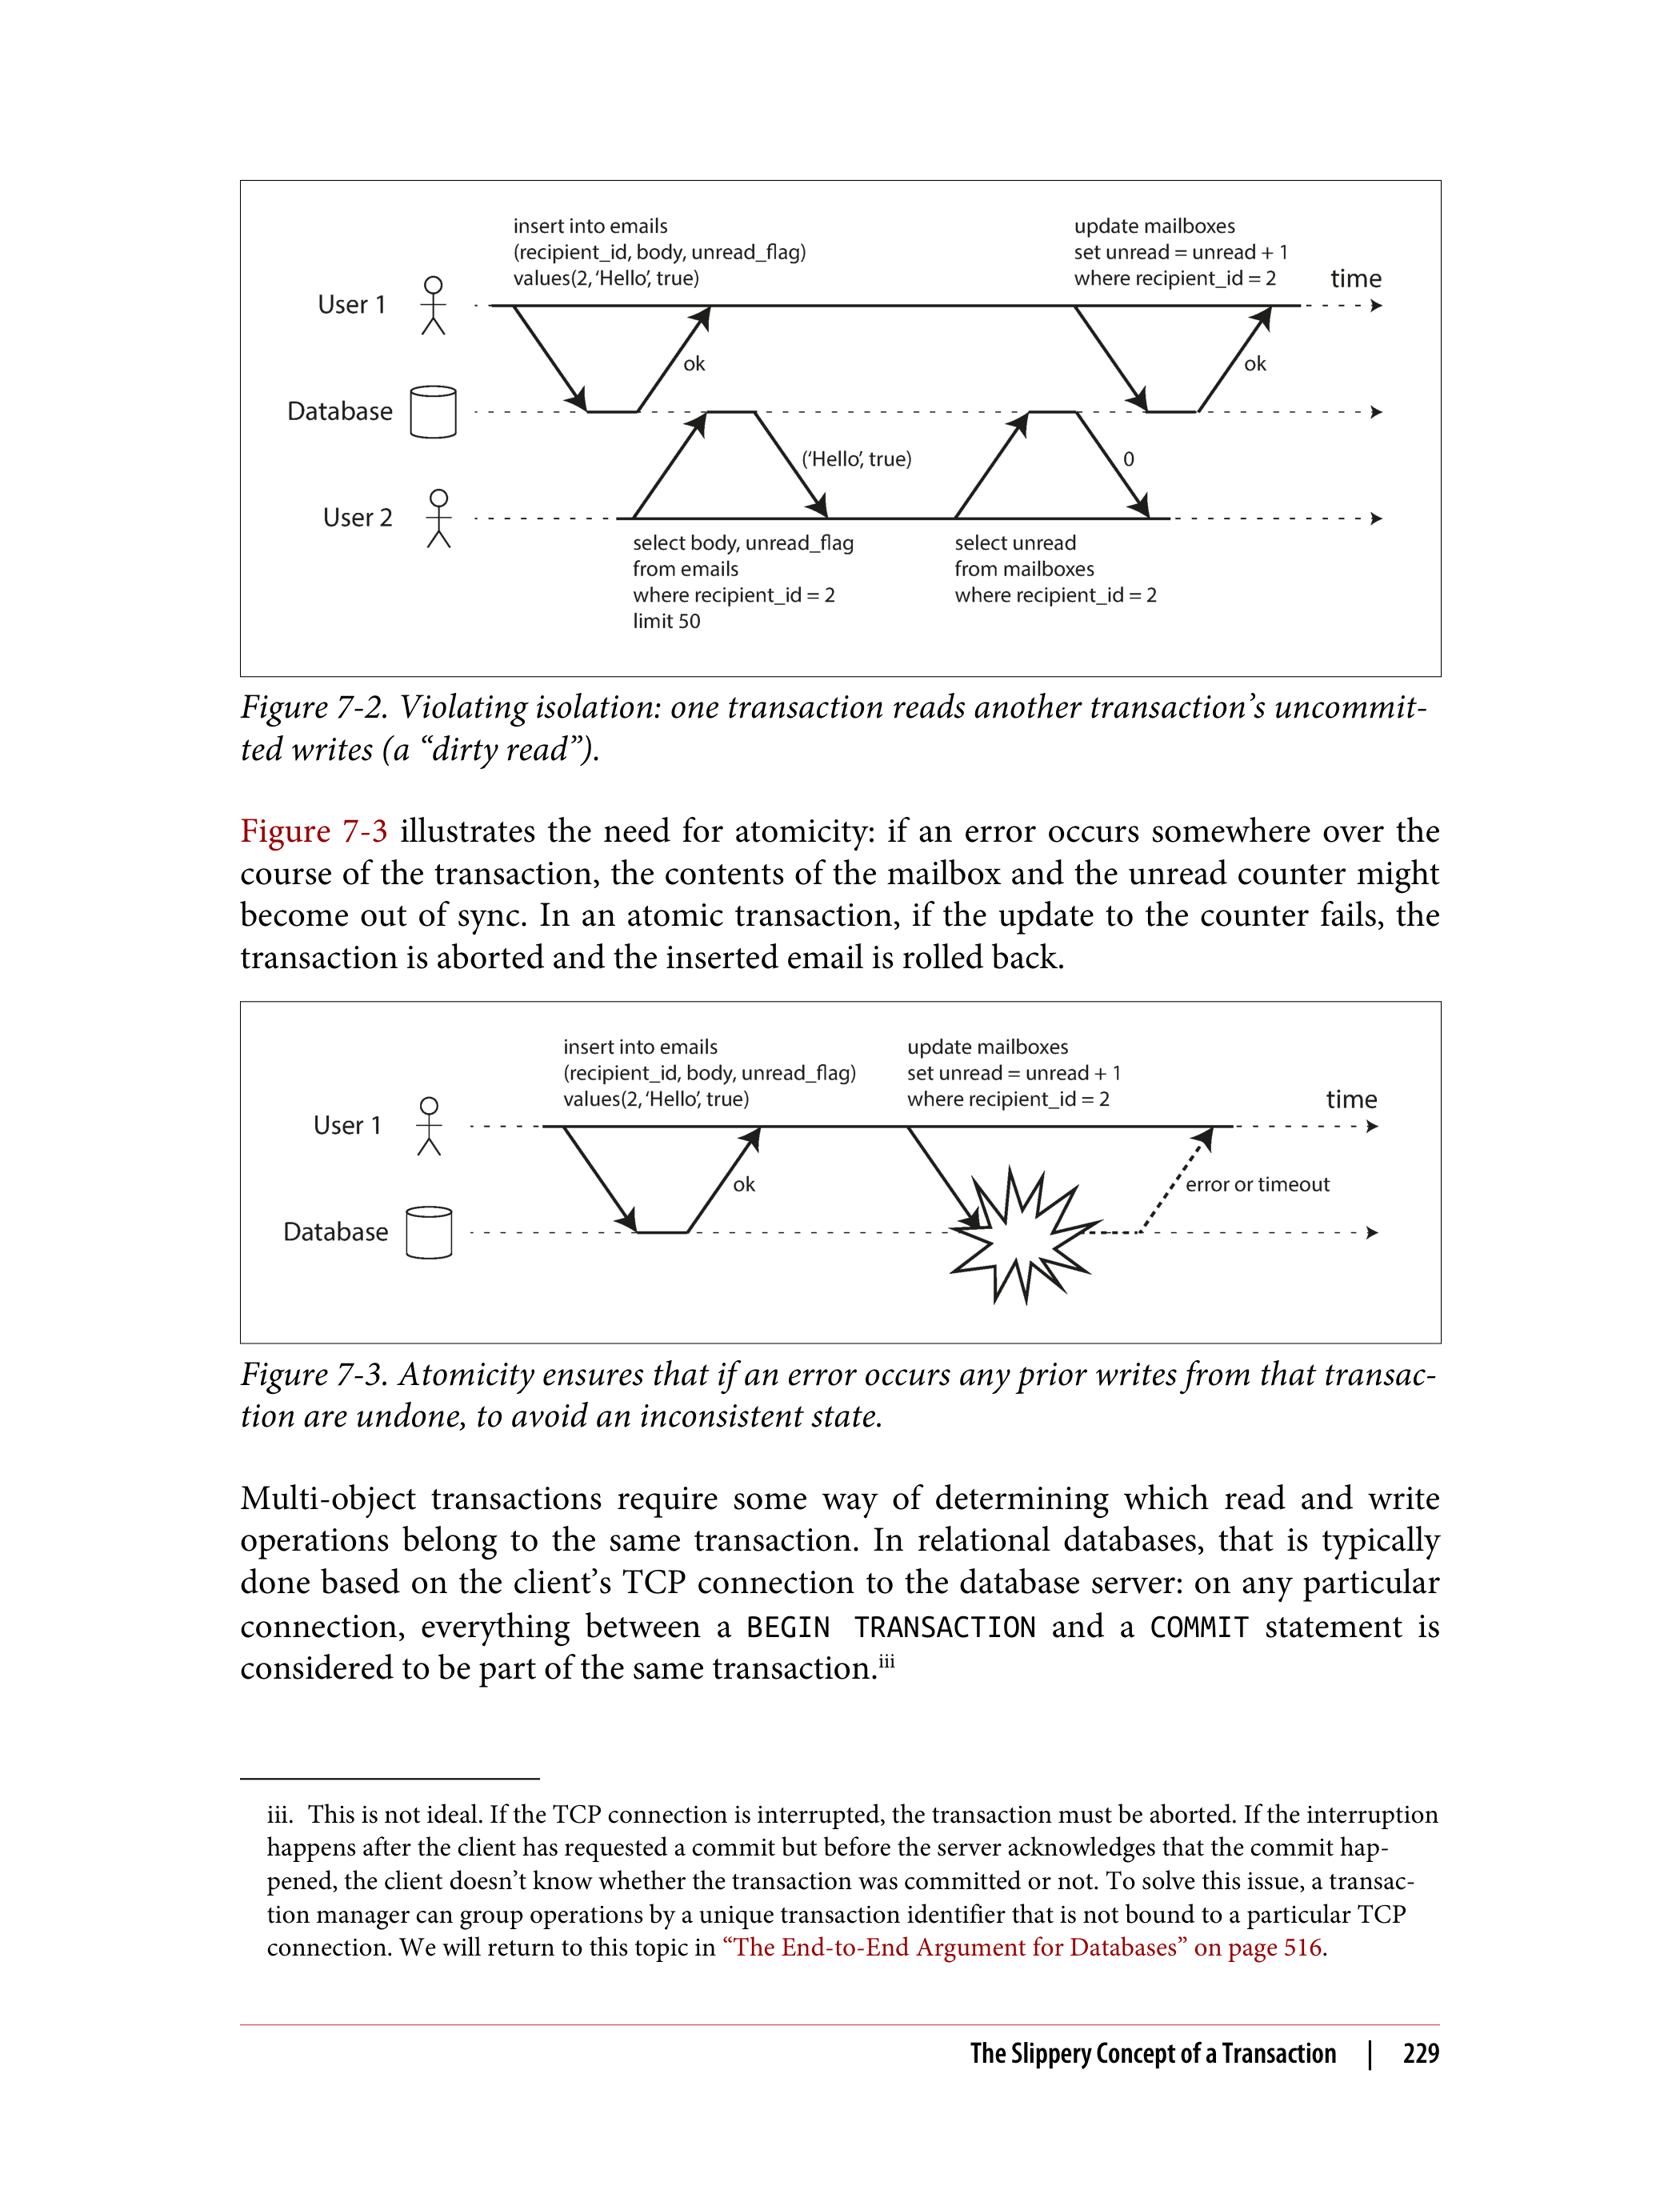 insert into emails
(recipient_id, body, unread_flag)
values(2, ‘Hello’, true)
update mailboxes
set unread = unread + 1
where recipient_id = 2
time
User 1
ok
ok
Database
(‘Hello’, true)
0
User 2
select body, unread_flag
from emails
where recipient_id = 2
limit 50
select unread
from mailboxes
where recipient_id = 2
Figure 7-2. Violating isolation: one transaction reads another transaction’s uncommit-
ted writes (a “dirty read”).
Figure 7-3 illustrates the need for atomicity: if an error occurs somewhere over the
course of the transaction, the contents of the mailbox and the unread counter might
become out of sync. In an atomic transaction, if the update to the counter fails, the
transaction is aborted and the inserted email is rolled back.
insert into emails
(recipient_id, body, unread_flag)
values(2, ‘Hello’, true)
update mailboxes
set unread = unread + 1
where recipient_id = 2
time
User 1
ok
error or timeout
Database
Figure 7-3. Atomicity ensures that if an error occurs any prior writes from that transac-
tion are undone, to avoid an inconsistent state.
Multi-object transactions require some way of determining which read and write
operations belong to the same transaction. In relational databases, that is typically
done based on the client’s TCP connection to the database server: on any particular
connection, everything between a BEGIN TRANSACTION and a COMMIT statement is
considered to be part of the same transaction.iii
iii. This is not ideal. If the TCP connection is interrupted, the transaction must be aborted. If the interruption
happens after the client has requested a commit but before the server acknowledges that the commit hap-
pened, the client doesn’t know whether the transaction was committed or not. To solve this issue, a transac-
tion manager can group operations by a unique transaction identifier that is not bound to a particular TCP
connection. We will return to this topic in “The End-to-End Argument for Databases” on page 516.
The Slippery Concept of a Transaction | 229